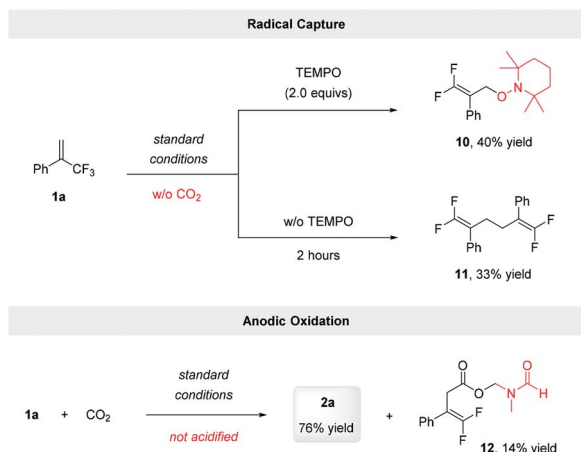 Radical Capture
Ph
CF3
1a
standard
conditions
w/o CO2
TEMPO
(2.0 equivs)
F
F
Ph
O
N
10, 40% yield
w/o TEMPO
2 hours
F
F
Ph
Ph
F
F
11, 33% yield
Anodic Oxidation
1a + CO2
standard
conditions
not acidified
2a
76% yield
+
O
O
N
O
H
Ph
F
F
12, 14% yield